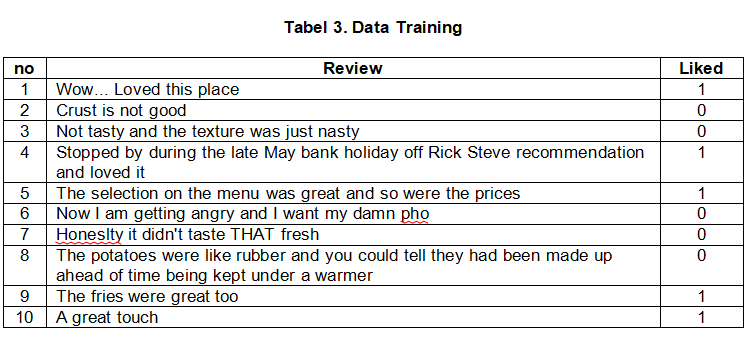 Tabel 3. Data Training
no Review Liked
1 Wow... Loved this place 1
2 Crust is not good 0
3 Not tasty and the texture was just nasty 0
4 Stopped by during the late May bank holiday off Rick Steve recommendation 1
and loved it
5 The selection on the menu was great and so were the prices 1
6 Now I am getting angry and I want my damn pho 0
7 Honeslty it didn't taste THAT fresh 0
8 The potatoes were like rubber and you could tell they had been made up 0
ahead of time being kept under a warmer
9 The fries were great too 1
10 A great touch 1